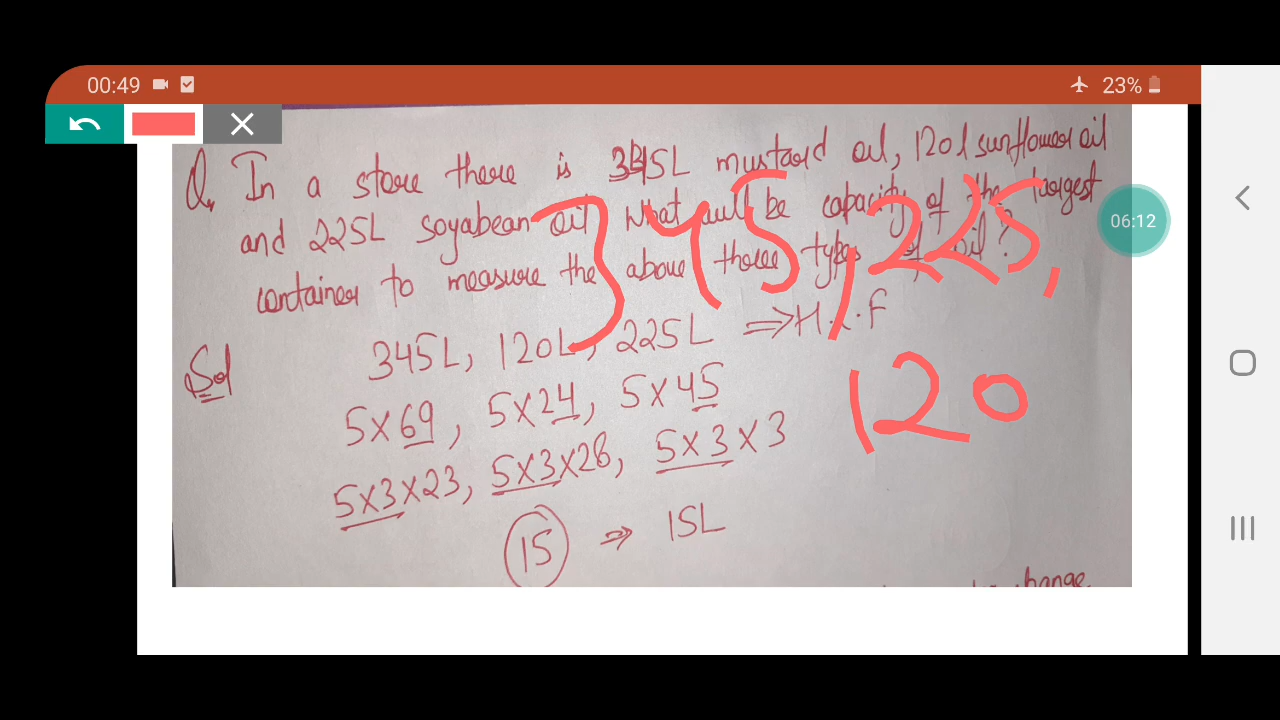 00:49
23%
Q, In a store there is 345L mustard oil, 120l sunflower oil
and 225L soyabean oil what will be capacity of the largest
container to measure the above three types of oil?
345, 225,
120
06:12
Sol 345L, 120L, 225L ⇒ H.C.F
5×69, 5×24, 5×45
5×3×23, 5×3×28, 5×3×3
15 ⇒ 15L
change